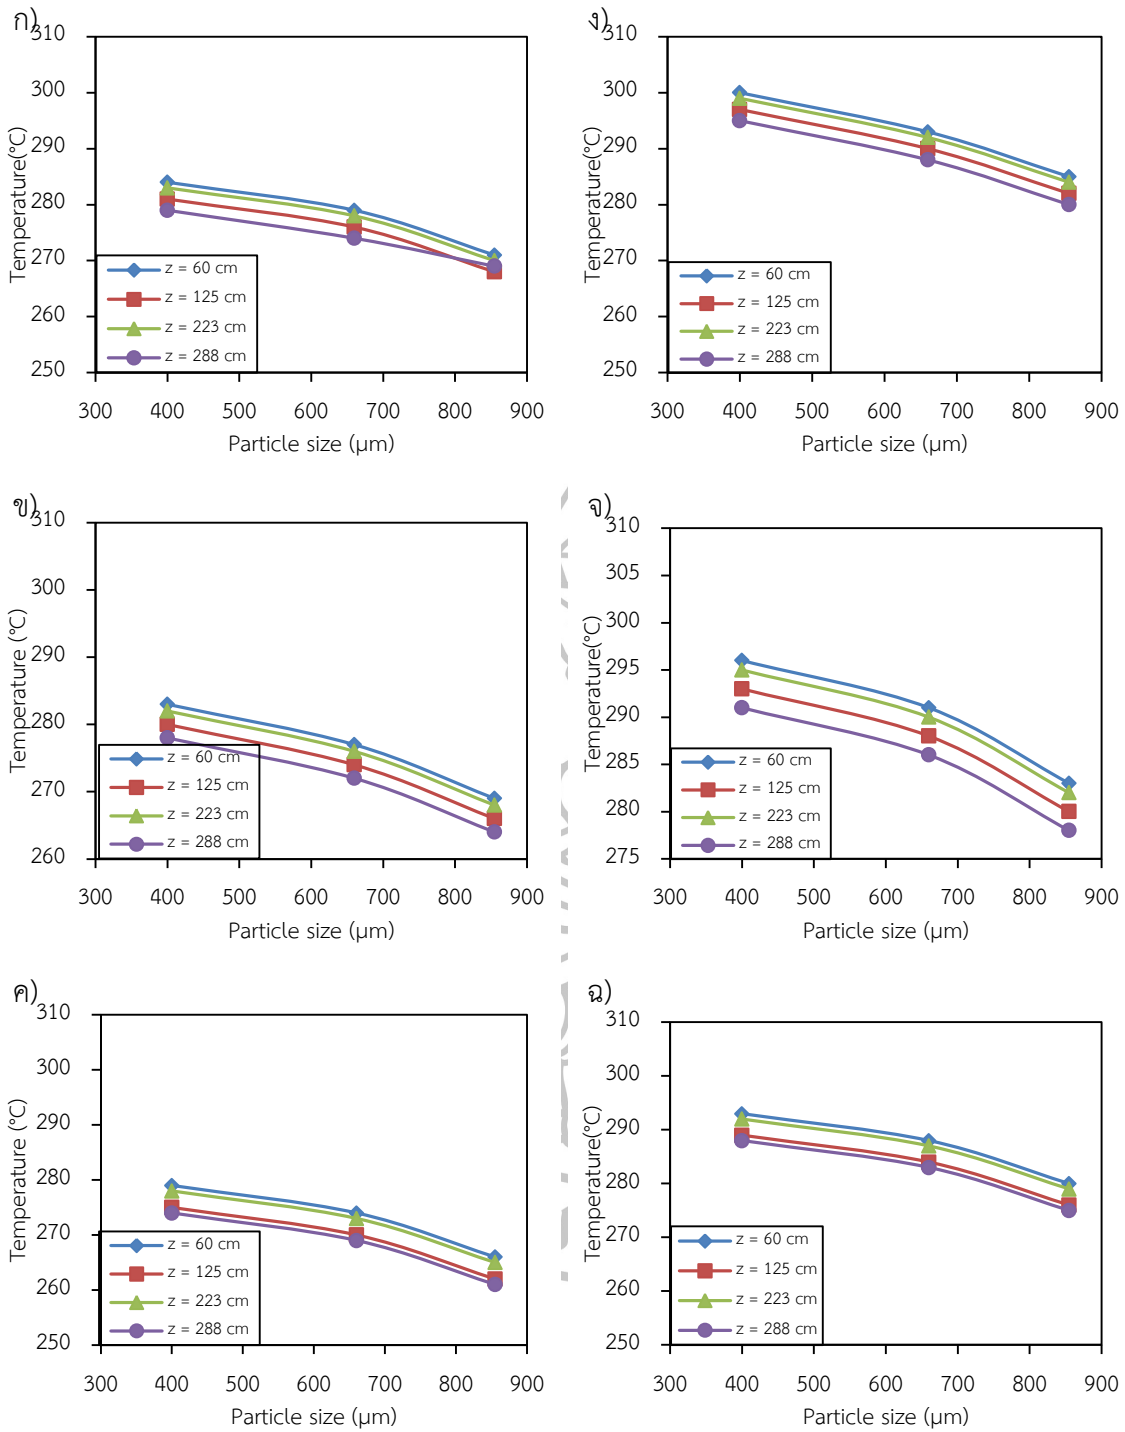 ก)
310
300
290
280
270
260
250
Temperature(°C)
z = 60 cm
z = 125 cm
z = 223 cm
z = 288 cm
300 400 500 600 700 800 900
Particle size (µm)
ง)
310
300
290
280
270
260
250
Temperature(°C)
z = 60 cm
z = 125 cm
z = 223 cm
z = 288 cm
300 400 500 600 700 800 900
Particle size (µm)
ข)
310
300
290
280
270
260
Temperature (°C)
z = 60 cm
z = 125 cm
z = 223 cm
z = 288 cm
300 400 500 600 700 800 900
Particle size (µm)
จ)
310
305
300
295
290
285
280
275
Temperature(°C)
z = 60 cm
z = 125 cm
z = 223 cm
z = 288 cm
300 400 500 600 700 800 900
Particle size (µm)
ค)
310
300
290
280
270
260
250
Temperature (°C)
z = 60 cm
z = 125 cm
z = 223 cm
z = 288 cm
300 400 500 600 700 800 900
Particle size (µm)
ฉ)
310
300
290
280
270
260
250
Temperature(°C)
z = 60 cm
z = 125 cm
z = 223 cm
z = 288 cm
300 400 500 600 700 800 900
Particle size (µm)